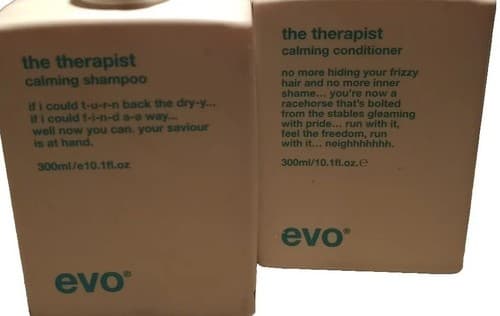 the therapist
calming shampoo
if i could t-u-r-n back the dry-y...
if i could f-i-n-d a-a way...
well now you can. your saviour
is at hand.
300ml/e10.1fl.oz
evo®
the therapist
calming conditioner
no more hiding your frizzy
hair and no more inner
shame... you're now a
racehorse that's bolted
from the stables gleaming
with pride... run with it,
feel the freedom, run
with it... neighhhhhhh.
300ml/10.1fl.oz.℮
evo®